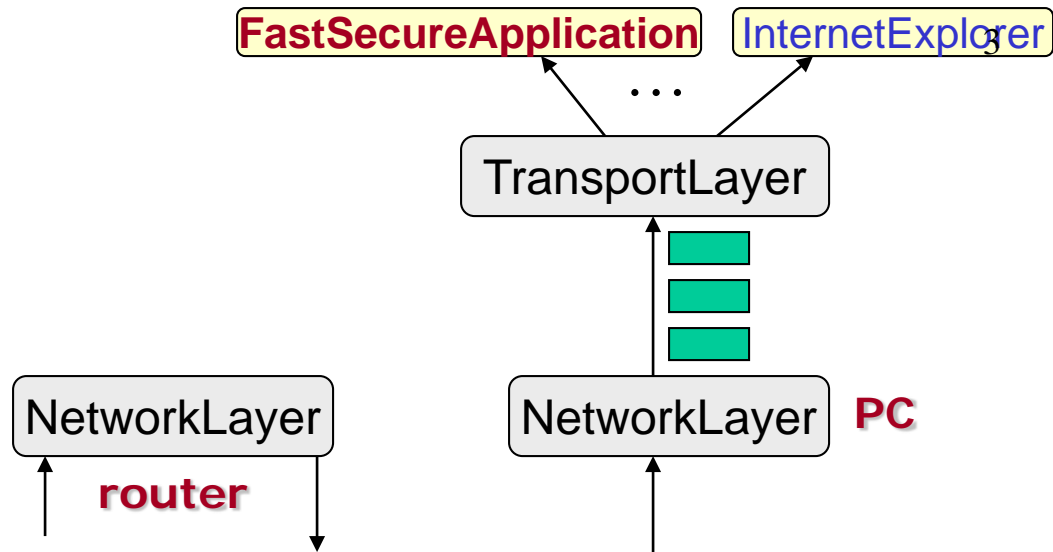 FastSecureApplication
InternetExplorer
3
...
TransportLayer
NetworkLayer
NetworkLayer
PC
router